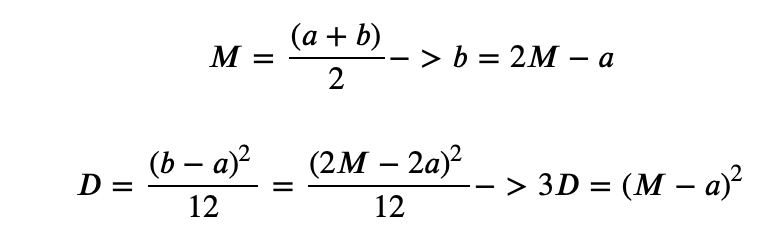 M = (a + b)/2 − > b = 2M − a
D = (b − a)²/12 = (2M − 2a)²/12 − > 3D = (M − a)²